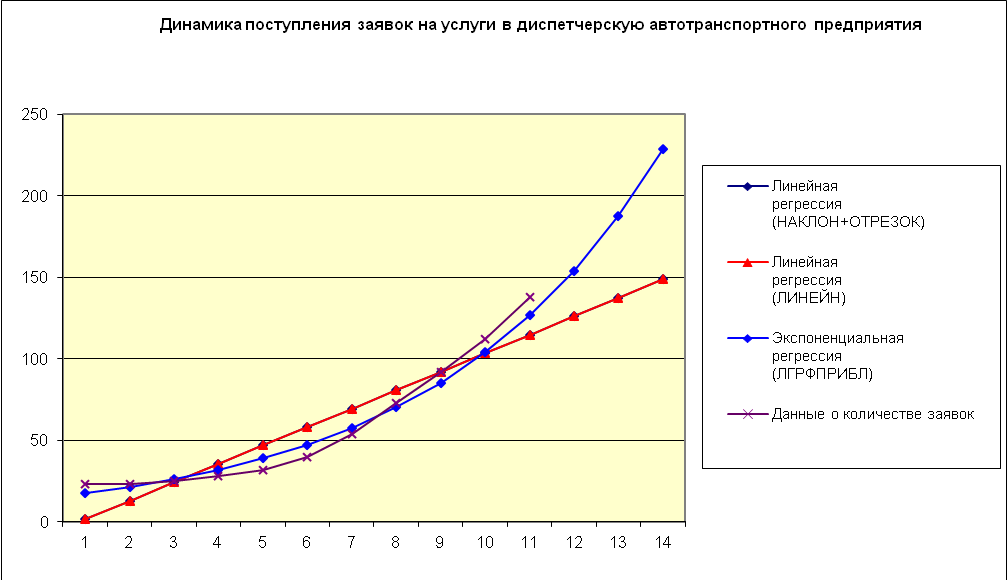 Динамика поступления заявок на услуги в диспетчерскую автотранспортного предприятия
250
200
150
100
50
0
1 2 3 4 5 6 7 8 9 10 11 12 13 14
Линейная
регрессия
(НАКЛОН+ОТРЕЗОК)
Линейная
регрессия
(ЛИНЕЙН)
Экспоненциальная
регрессия
(ЛГРФПРИБЛ)
Данные о количестве заявок